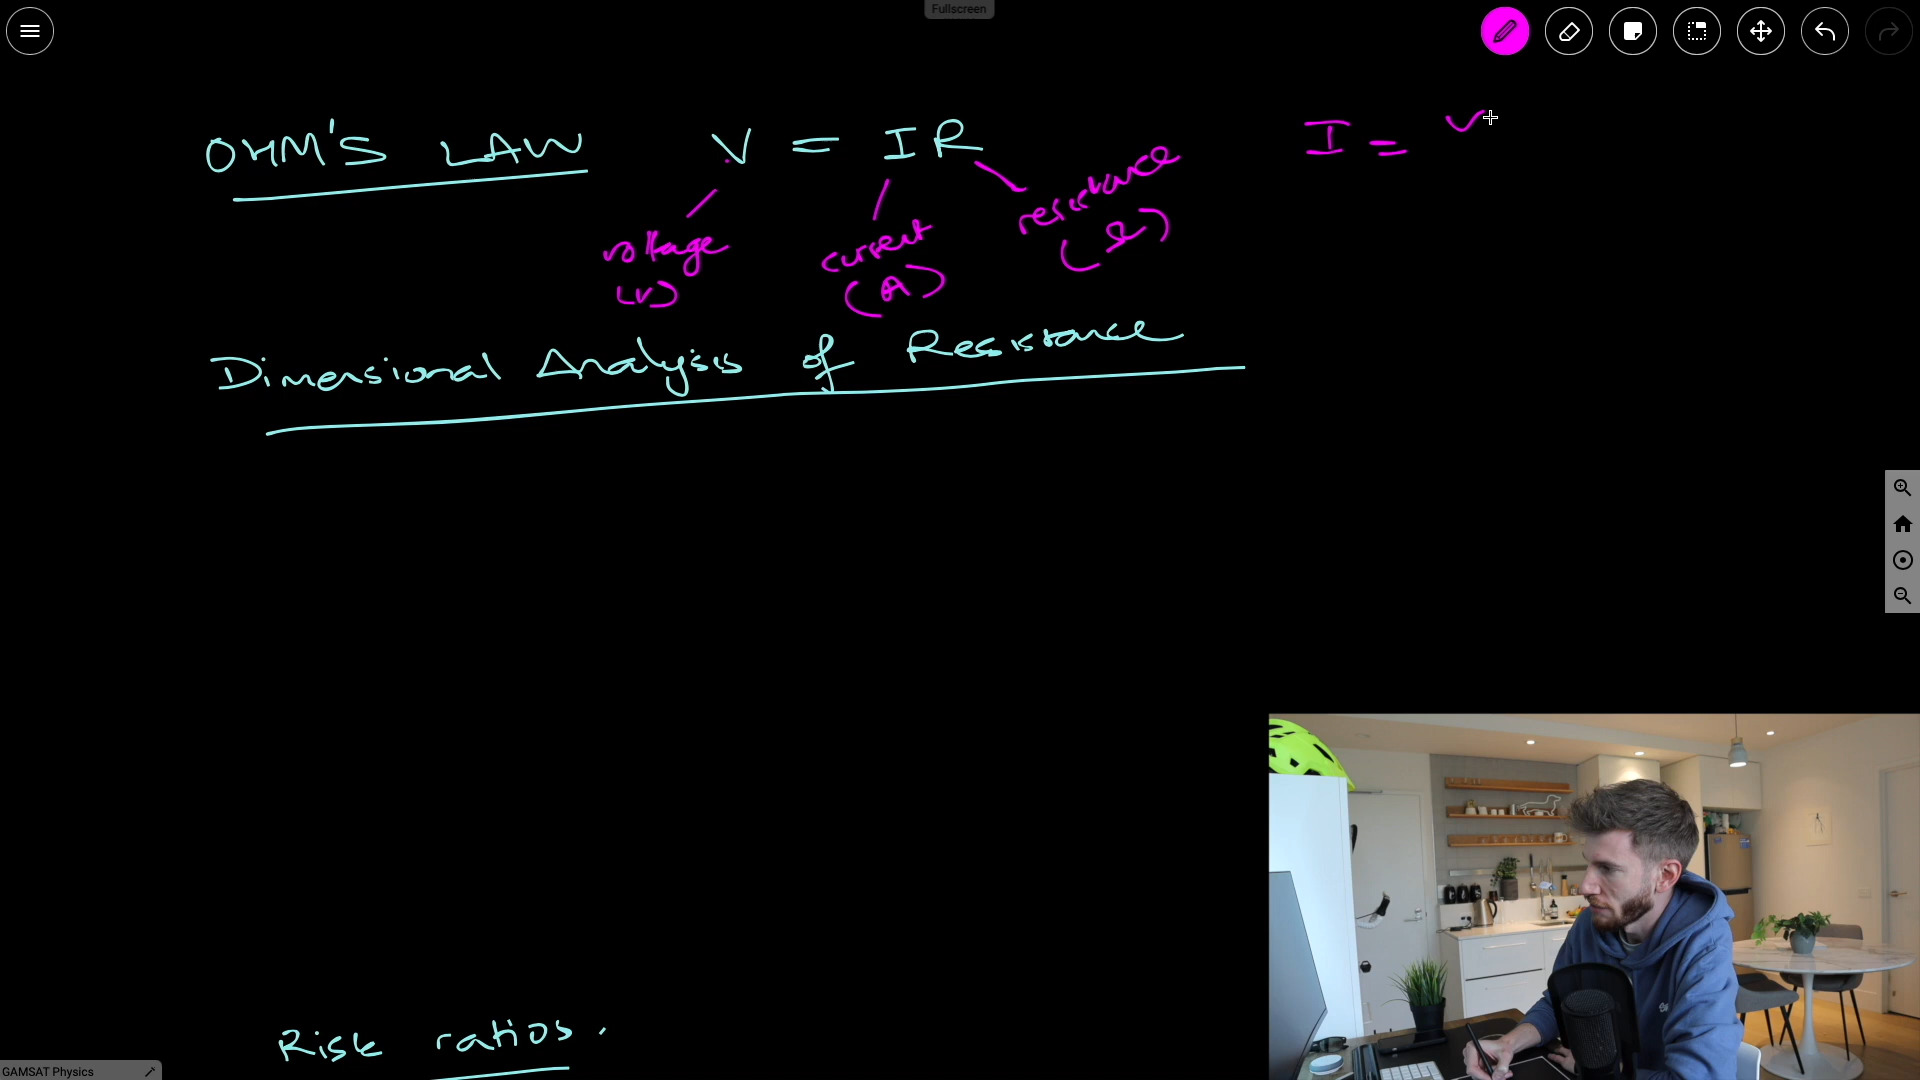 Fullscreen
OHM'S LAW V = IR I = V
voltage current resistance
(V) (A) (Ω)
Dimensional Analysis of Resistance
Risk ratios.
GAMSAT Physics